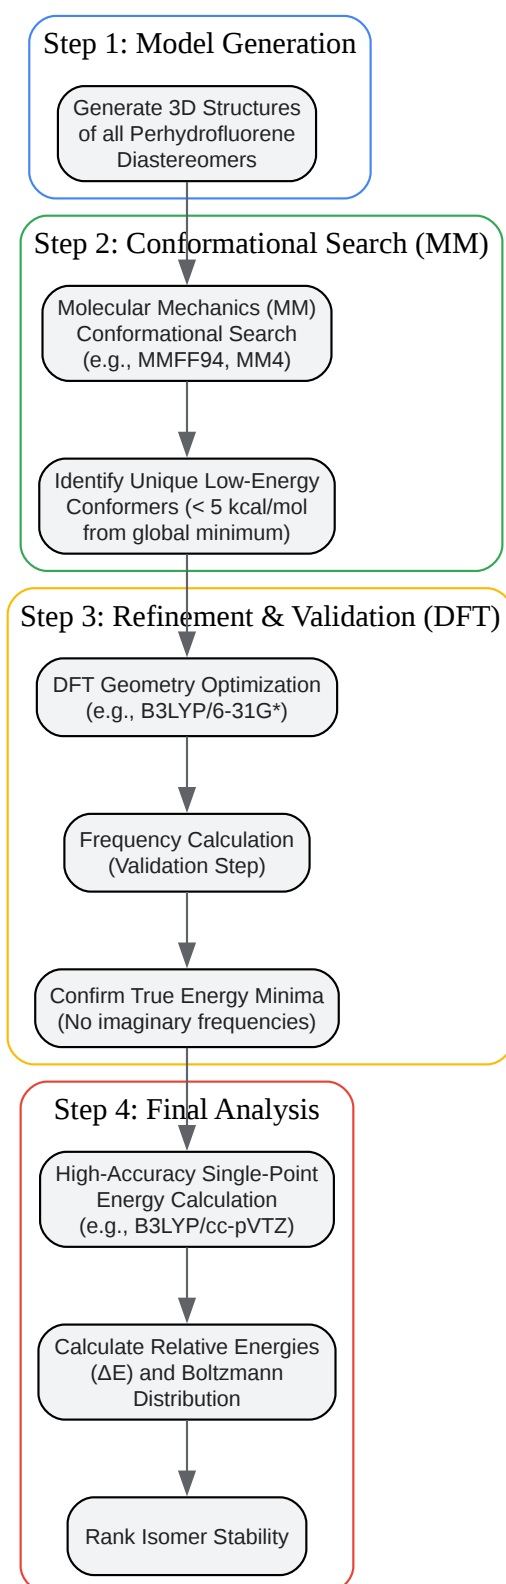 Step 1: Model Generation
Generate 3D Structures
of all Perhydrofluorene
Diastereomers
Step 2: Conformational Search (MM)
Molecular Mechanics (MM)
Conformational Search
(e.g., MMFF94, MM4)
Identify Unique Low-Energy
Conformers (< 5 kcal/mol
from global minimum)
Step 3: Refinement & Validation (DFT)
DFT Geometry Optimization
(e.g., B3LYP/6-31G*)
Frequency Calculation
(Validation Step)
Confirm True Energy Minima
(No imaginary frequencies)
Step 4: Final Analysis
High-Accuracy Single-Point
Energy Calculation
(e.g., B3LYP/cc-pVTZ)
Calculate Relative Energies
(ΔE) and Boltzmann
Distribution
Rank Isomer Stability